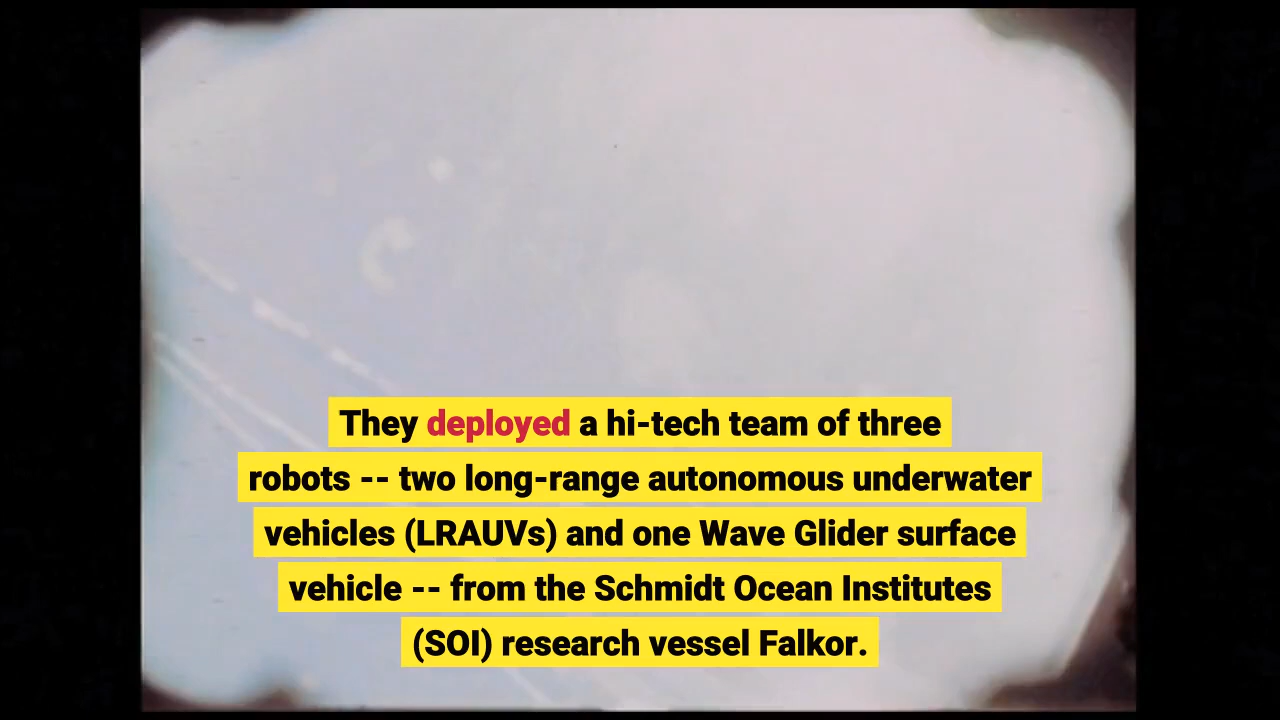 They deployed a hi-tech team of three
robots -- two long-range autonomous underwater
vehicles (LRAUVs) and one Wave Glider surface
vehicle -- from the Schmidt Ocean Institutes
(SOI) research vessel Falkor.